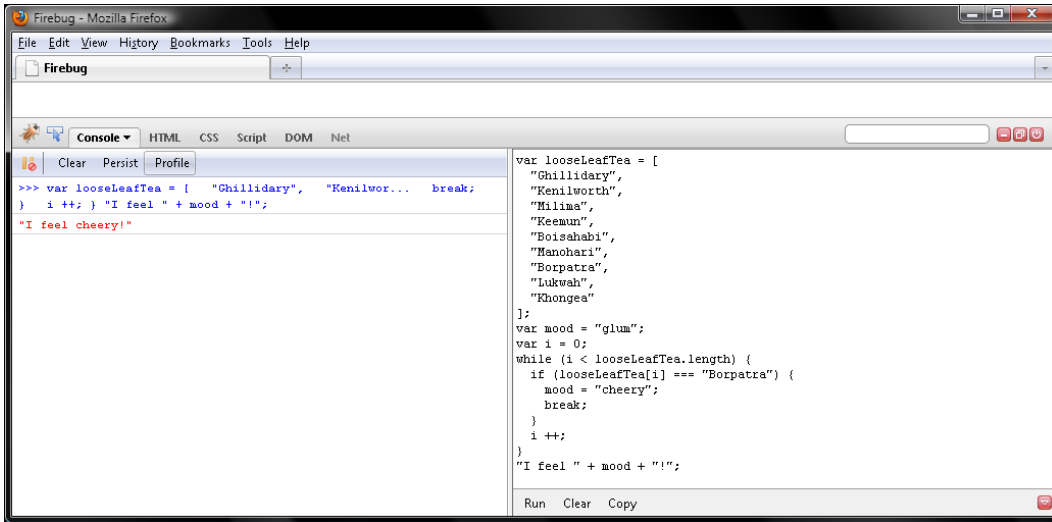 Firebug - Mozilla Firefox
File Edit View History Bookmarks Tools Help
Firebug
Console HTML CSS Script DOM Net
Clear Persist Profile
>>> var looseLeafTea = [ "Ghillidary", "Kenilwor... break;
} i ++; } "I feel " + mood + "!";
"I feel cheery!"
var looseLeafTea = [
"Ghillidary",
"Kenilworth",
"Milima",
"Keemun",
"Boisahabi",
"Manohari",
"Borpatra",
"Lukwah",
"Khongea"
];
var mood = "glum";
var i = 0;
while (i < looseLeafTea.length) {
if (looseLeafTea[i] === "Borpatra") {
mood = "cheery";
break;
}
i ++;
}
"I feel " + mood + "!";
Run Clear Copy